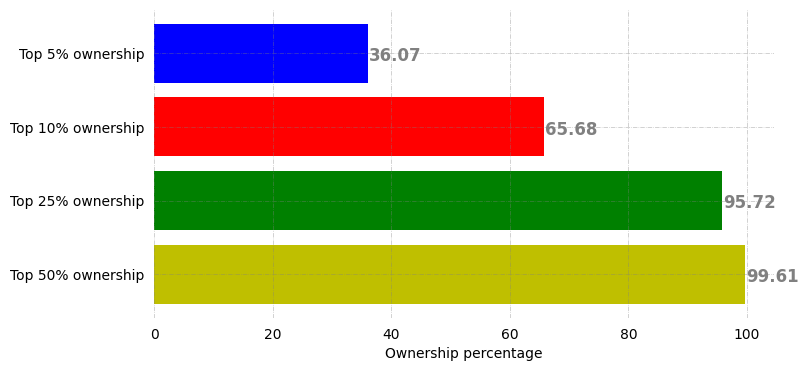 Top 5% ownership 36.07
Top 10% ownership 65.68
Top 25% ownership 95.72
Top 50% ownership 99.61
0 20 40 60 80 100
Ownership percentage